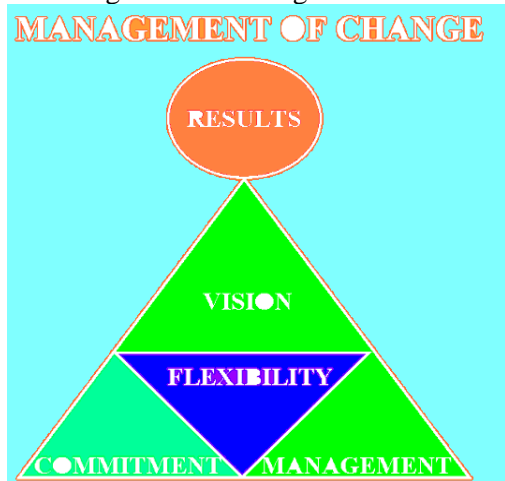 MANAGEMENT OF CHANGE
RESULTS
VISION
FLEXIBILITY
COMMITMENT MANAGEMENT